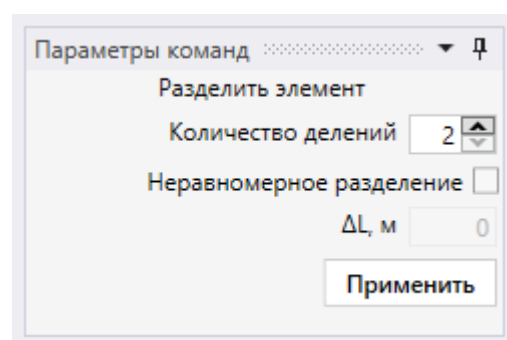 Параметры команд
Разделить элемент
Количество делений 2
Неравномерное разделение
ΔL, м 0
Применить